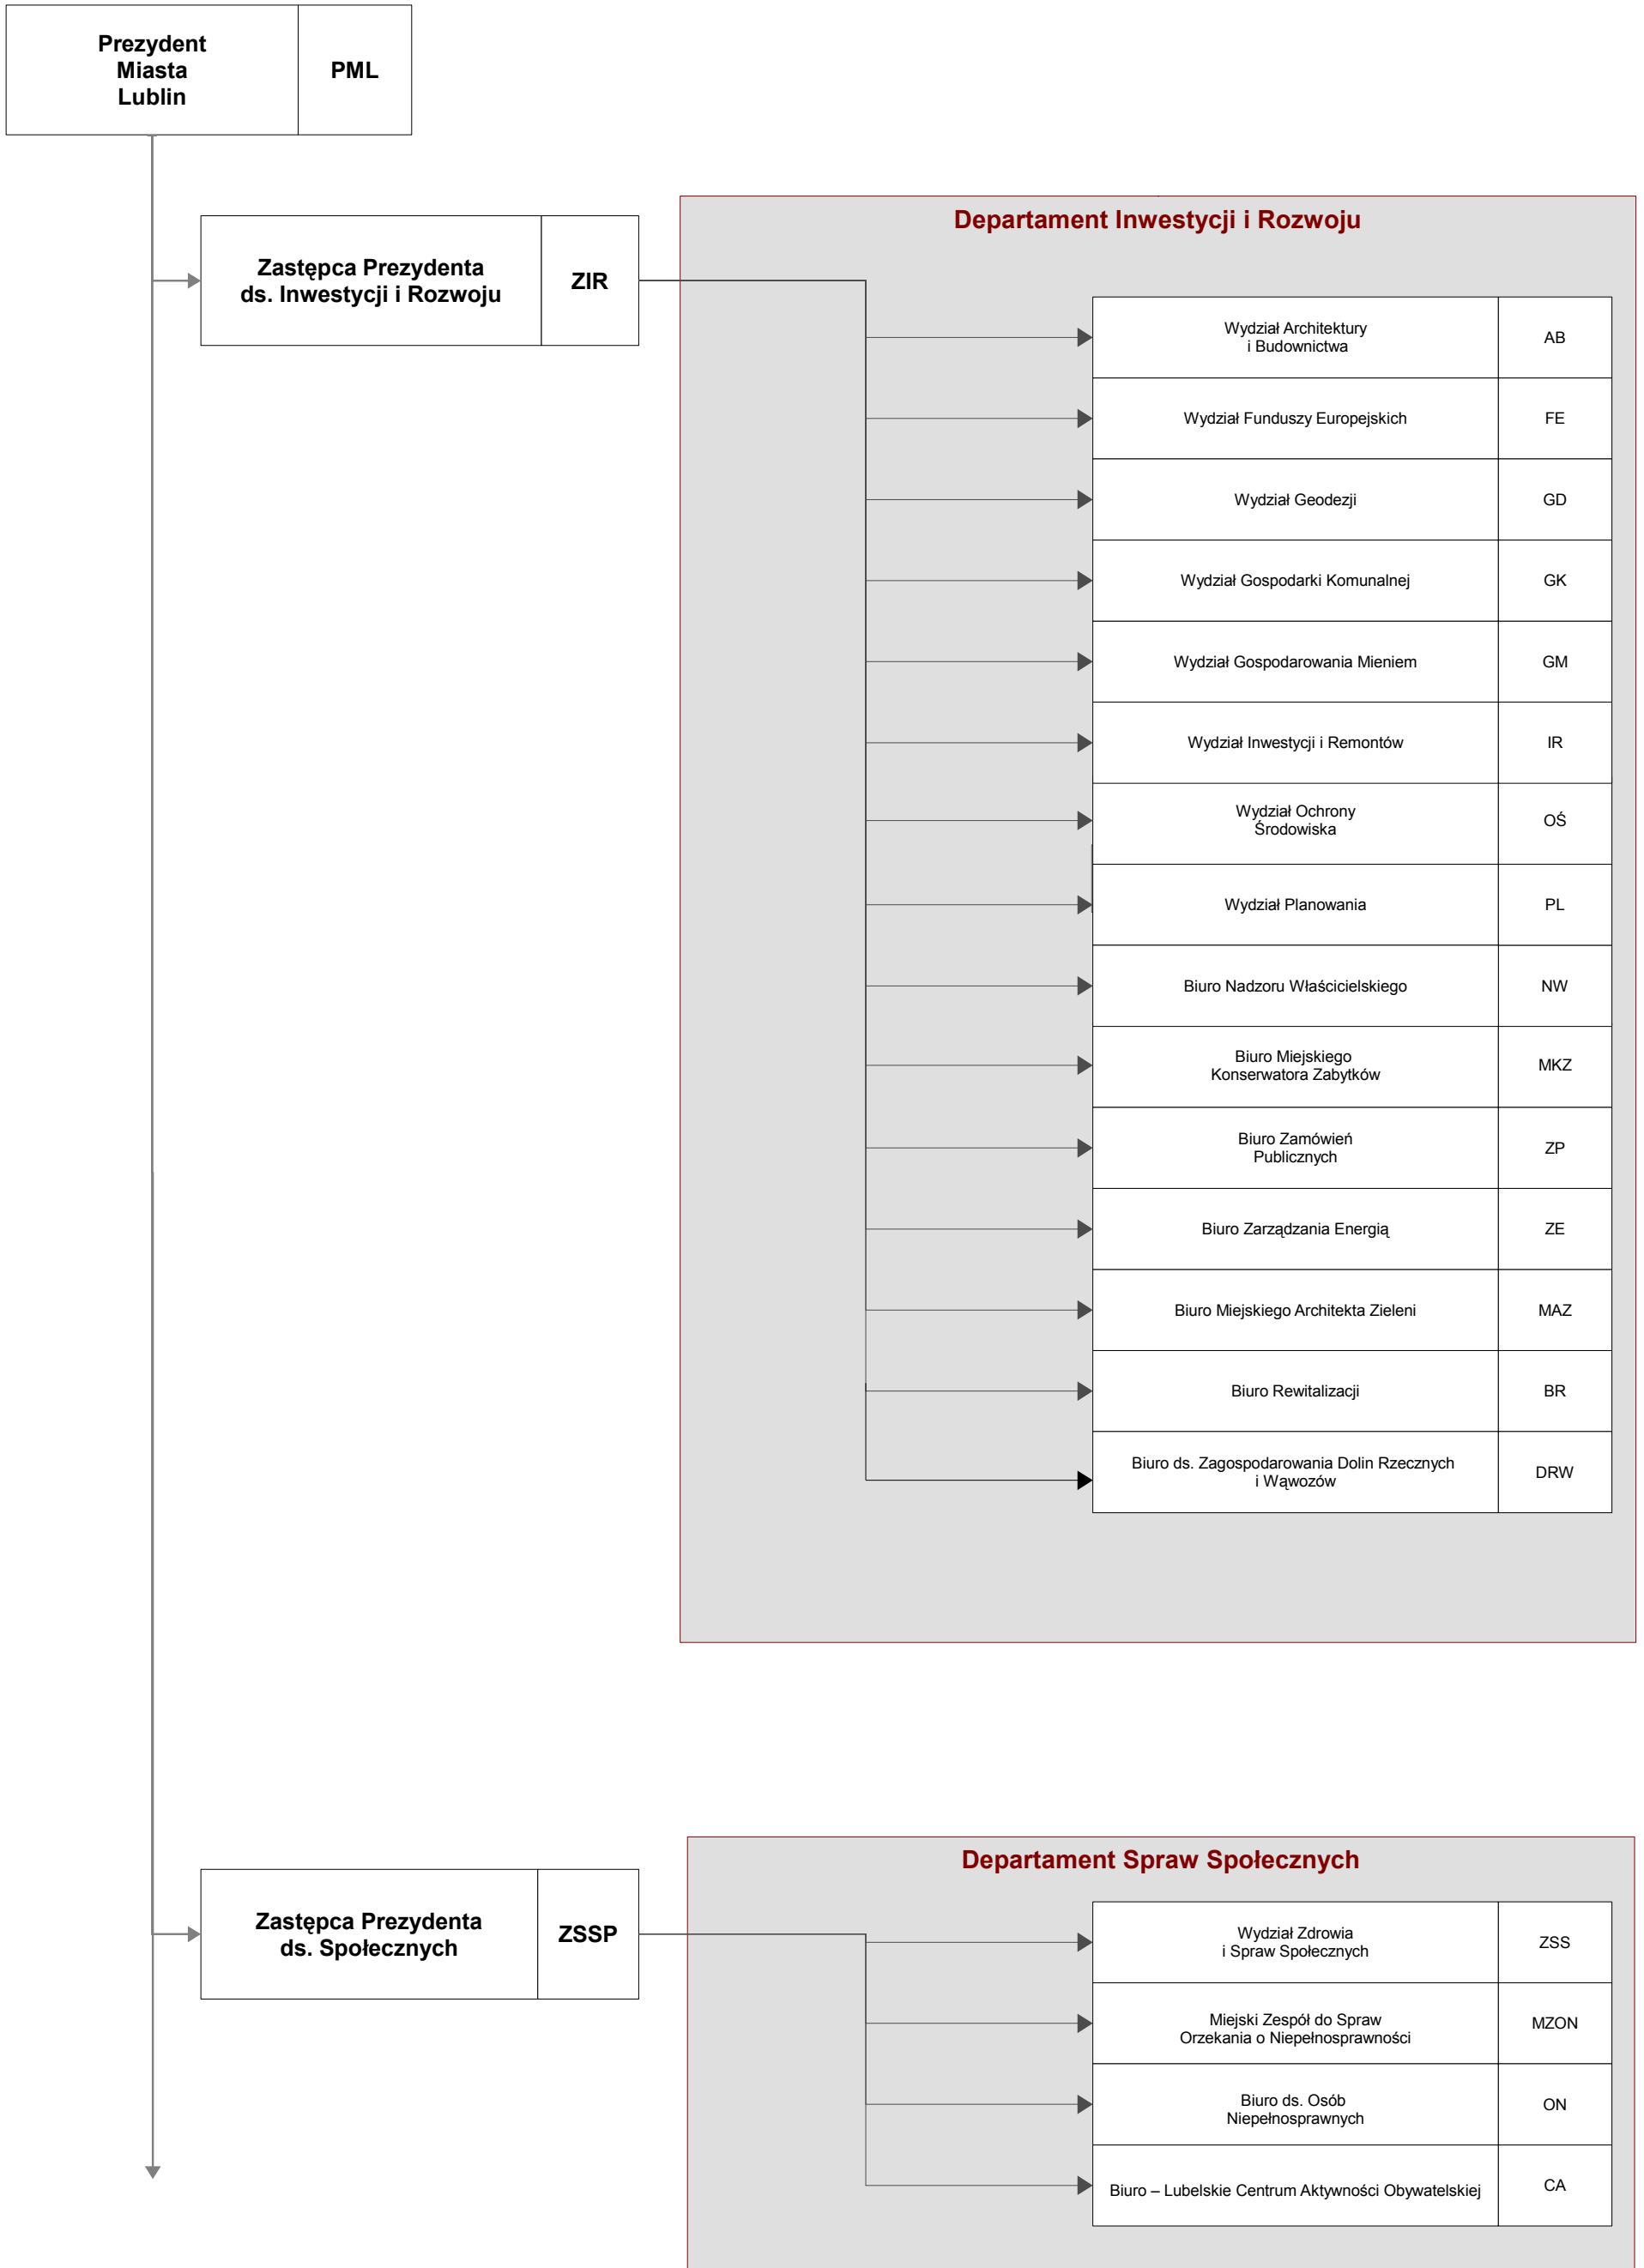 Prezydent
Miasta
Lublin
PML
Departament Inwestycji i Rozwoju
Zastępca Prezydenta
ds. Inwestycji i Rozwoju
ZIR
Wydział Architektury
i Budownictwa
AB
Wydział Funduszy Europejskich
FE
Wydział Geodezji
GD
Wydział Gospodarki Komunalnej
GK
Wydział Gospodarowania Mieniem
GM
Wydział Inwestycji i Remontów
IR
Wydział Ochrony
Środowiska
OŚ
Wydział Planowania
PL
Biuro Nadzoru Właścicielskiego
NW
Biuro Miejskiego
Konserwatora Zabytków
MKZ
Biuro Zamówień
Publicznych
ZP
Biuro Zarządzania Energią
ZE
Biuro Miejskiego Architekta Zieleni
MAZ
Biuro Rewitalizacji
BR
Biuro ds. Zagospodarowania Dolin Rzecznych
i Wąwozów
DRW
Departament Spraw Społecznych
Zastępca Prezydenta
ds. Społecznych
ZSSP
Wydział Zdrowia
i Spraw Społecznych
ZSS
Miejski Zespół do Spraw
Orzekania o Niepełnosprawności
MZON
Biuro ds. Osób
Niepełnosprawnych
ON
Biuro – Lubelskie Centrum Aktywności Obywatelskiej
CA